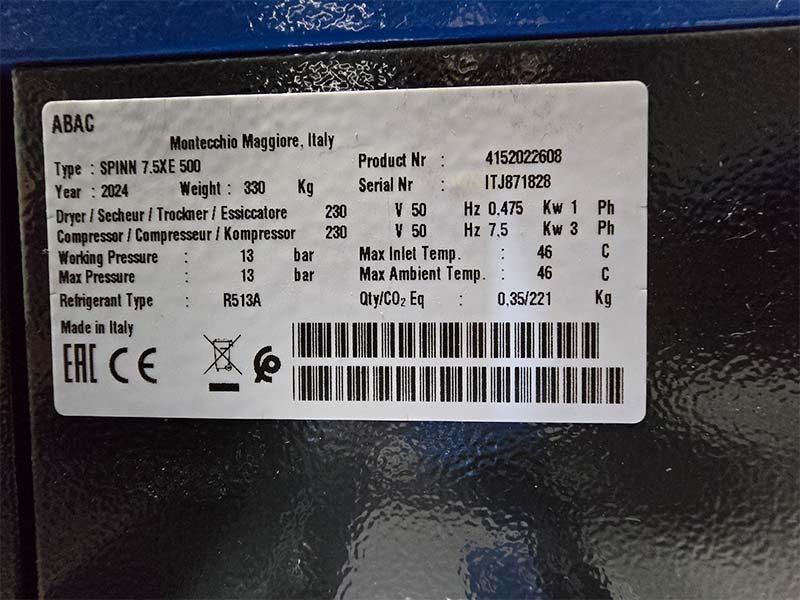 ABAC
Montecchio Maggiore, Italy
Type : SPINN 7.5XE 500 Product Nr : 4152022608
Year : 2024 Weight : 330 Kg Serial Nr : ITJ871828
Dryer / Secheur / Trockner / Essiccatore 230 V 50 Hz 0.475 Kw 1 Ph
Compressor / Compresseur / Kompressor 230 V 50 Hz 7,5 Kw 3 Ph
Working Pressure : 13 bar Max Inlet Temp. : 46 C
Max Pressure : 13 bar Max Ambient Temp. : 46 C
Refrigerant Type : R513A Qty/CO₂ Eq : 0,35/221 Kg
Made in Italy
EAC CE